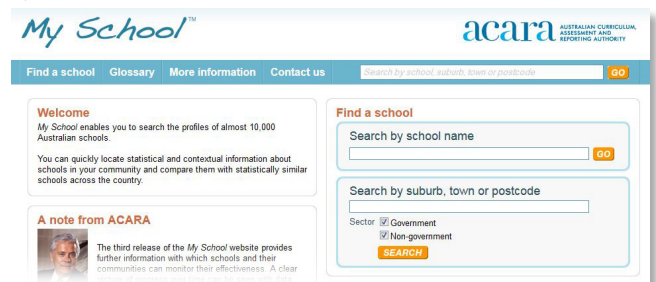 My School™
acara AUSTRALIAN CURRICULUM,
ASSESSMENT AND
REPORTING AUTHORITY
Find a school Glossary More information Contact us Search by school, suburb, town or postcode GO
Welcome
My School enables you to search the profiles of almost 10,000
Australian schools.
You can quickly locate statistical and contextual information about
schools in your community and compare them with statistically similar
schools across the country.
A note from ACARA
The third release of the My School website provides
further information with which schools and their
communities can monitor their effectiveness. A clear
Find a school
Search by school name
GO
Search by suburb, town or postcode
Sector Government
Non-government
SEARCH